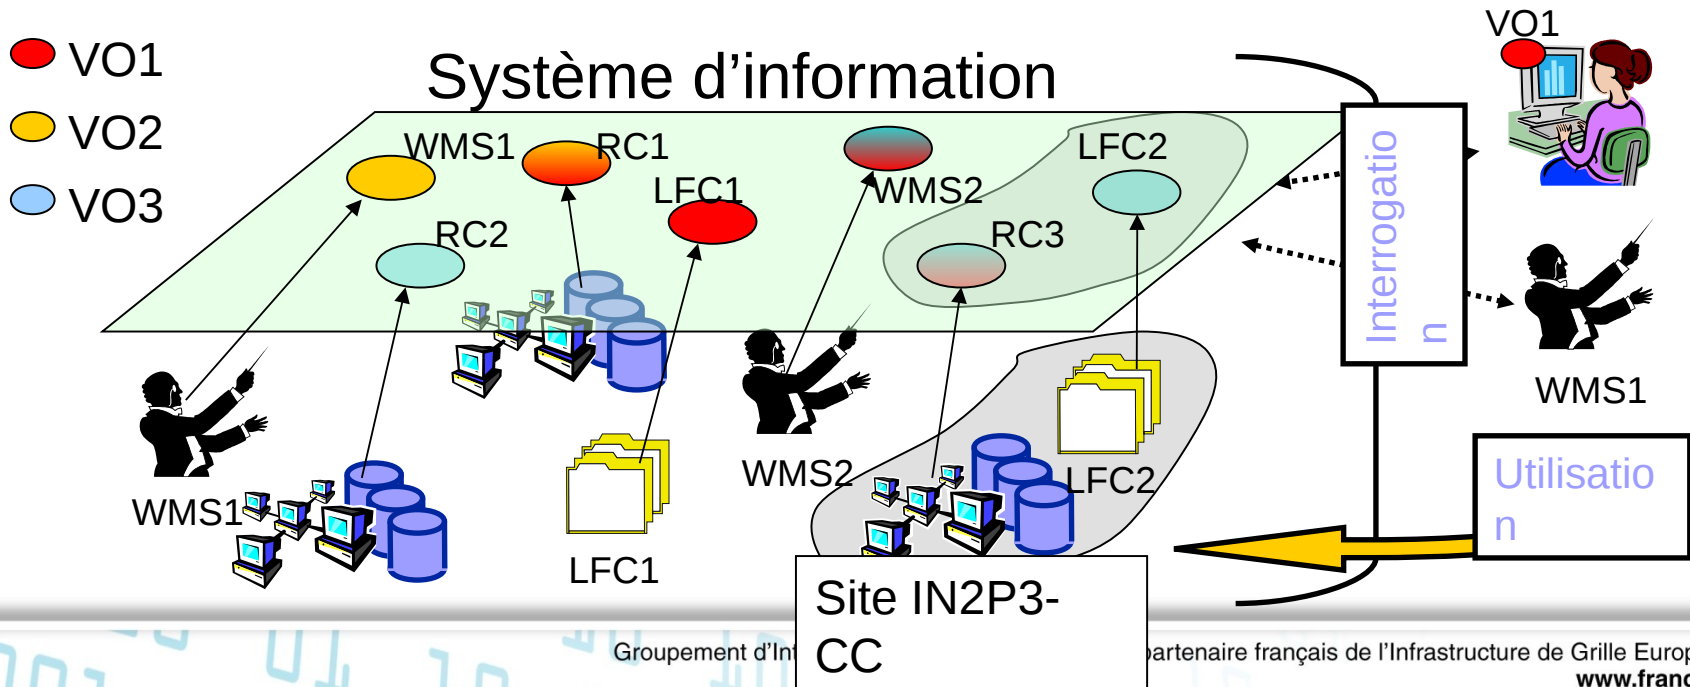 VO1
VO2
VO3
Système d’information
VO1
WMS1
RC1
LFC1
RC2
WMS2
LFC2
RC3
Interrogatio
n
WMS1
WMS1
LFC1
WMS2
LFC2
Utilisatio
n
Site IN2P3-
CC
Groupement d’Int
partenaire français de l’Infrastructure de Grille Europ
www.franc